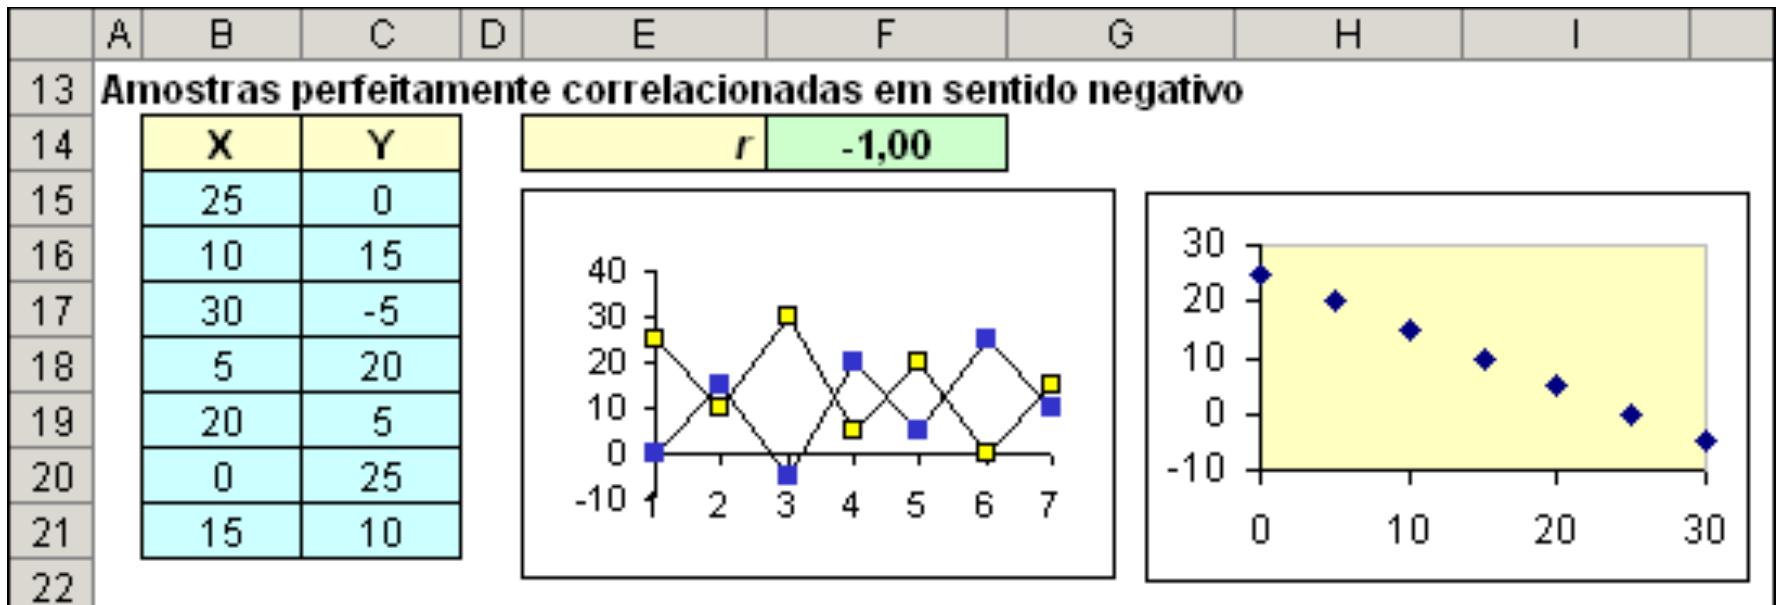 A B C D E F G H I
13 Amostras perfeitamente correlacionadas em sentido negativo
14 X Y r -1,00
15 25 0
16 10 15
17 30 -5
18 5 20
19 20 5
20 0 25
21 15 10
22
40
30
20
10
0
-10
1 2 3 4 5 6 7
30
20
10
0
-10
0 10 20 30